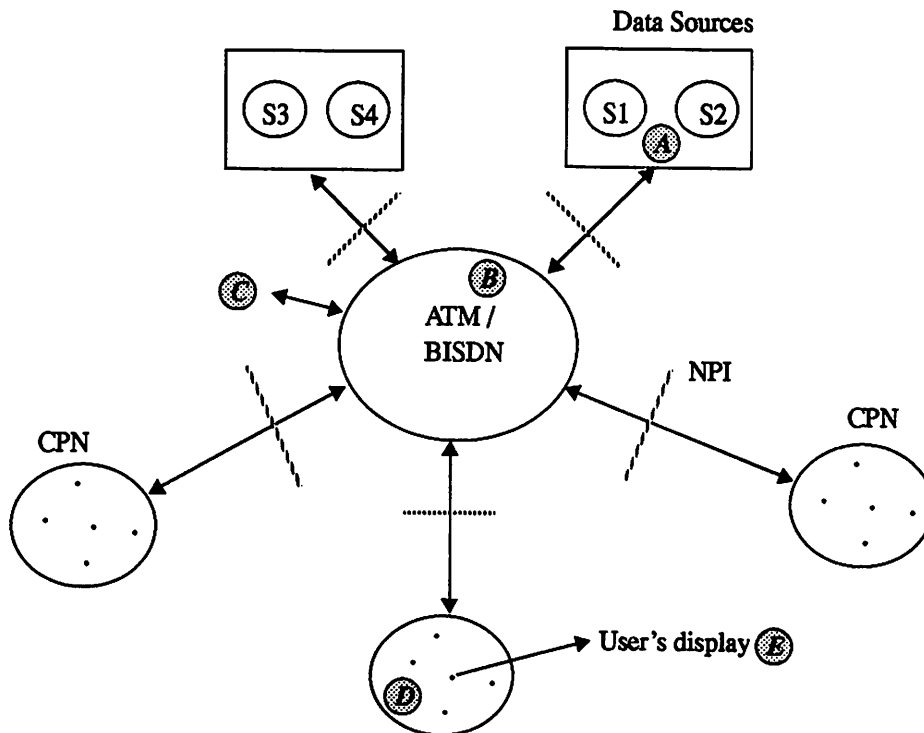 Data Sources
S3
S4
S1
S2
A
B
C
ATM /
BISDN
NPI
CPN
CPN
User's display
E
D